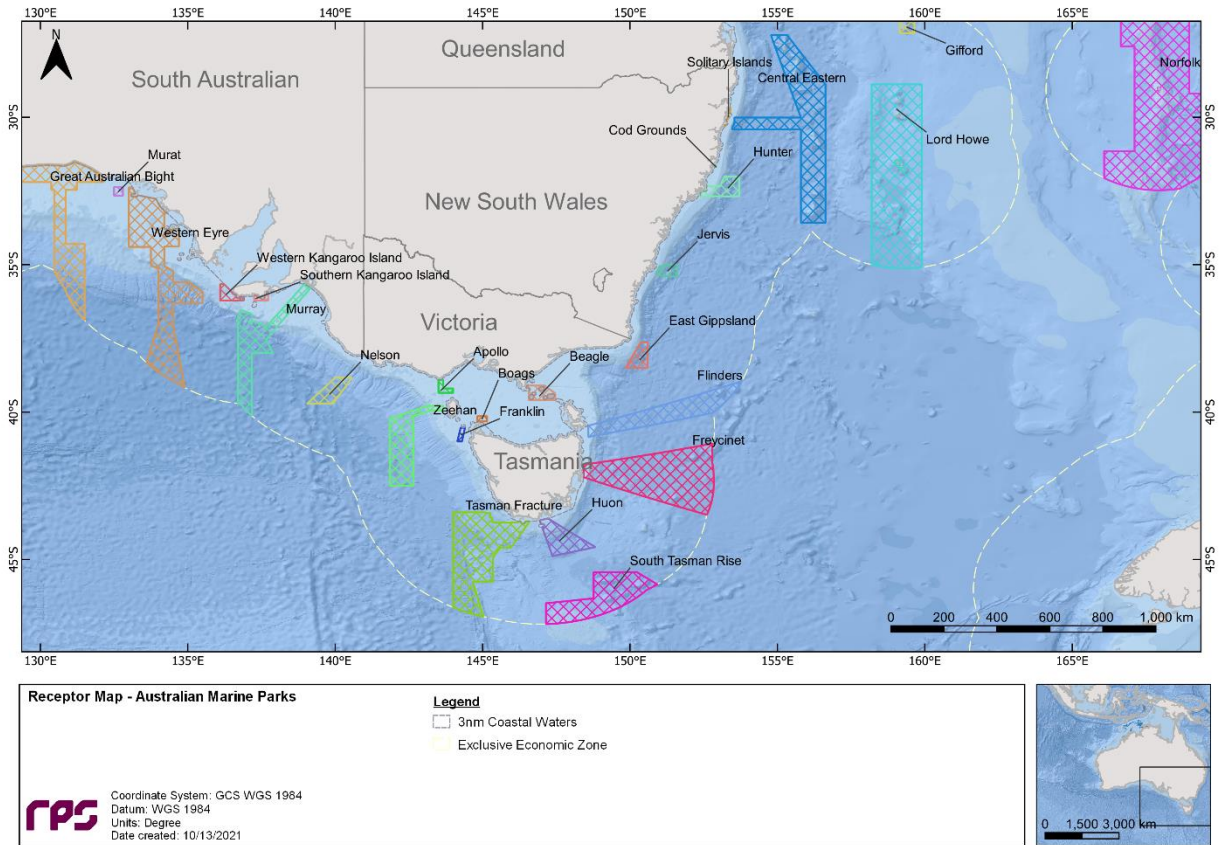 130°E 135°E 140°E 145°E 150°E 155°E 160°E 165°E
N
Queensland
Gifford
South Australian
Solitary Islands
Central Eastern
Norfolk
30°S
30°S
Cod Grounds
Lord Howe
Murat
Hunter
Great Australian Bight
New South Wales
Western Eyre
Jervis
Western Kangaroo Island
35°S
35°S
Southern Kangaroo Island
Murray
Victoria
East Gippsland
Nelson
Apollo
Beagle
Boags
Flinders
40°S
40°S
Zeehan
Franklin
Freycinet
Tasmania
Tasman Fracture
Huon
45°S
45°S
South Tasman Rise
0 200 400 600 800 1,000 km
130°E 135°E 140°E 145°E 150°E 155°E 160°E 165°E
Receptor Map - Australian Marine Parks
Legend
3nm Coastal Waters
Exclusive Economic Zone
rps
Coordinate System: GCS WGS 1984
Datum: WGS 1984
Units: Degree
Date created: 10/13/2021
0 1,500 3,000 km